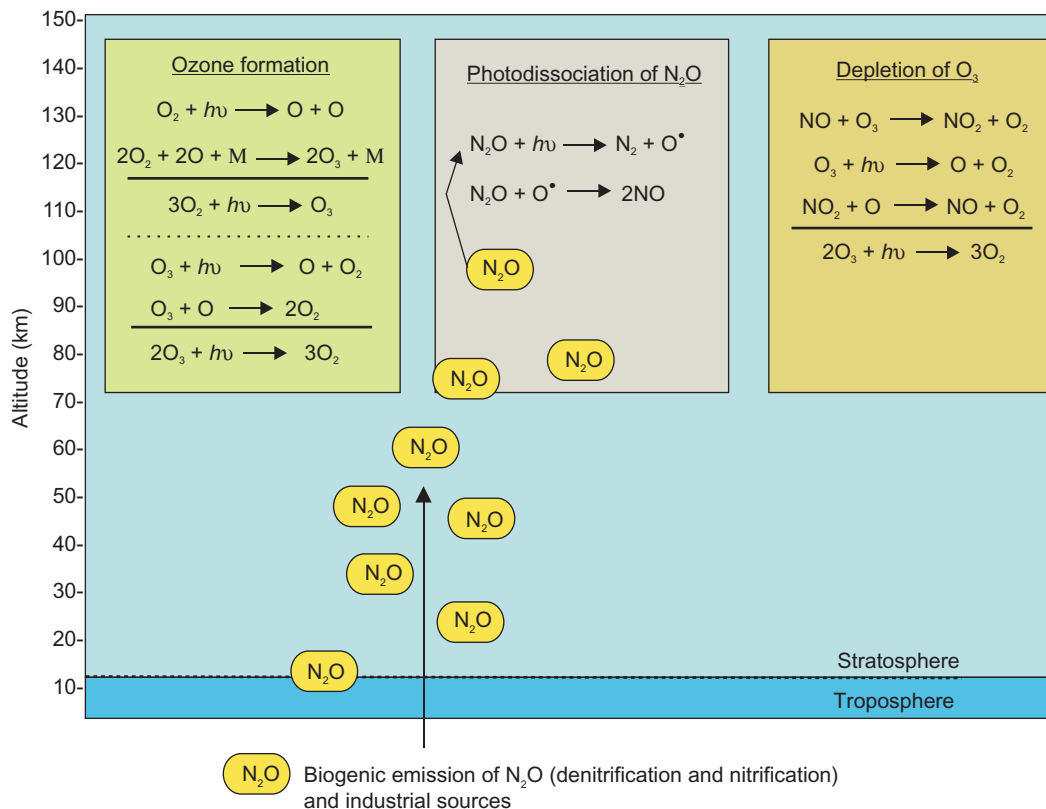 150-
140-
130-
120-
110-
100-
90-
80-
70-
60-
50-
40-
30-
20-
10-
Altitude (km)
Ozone formation
O₂ + hυ ⟶ O + O
2O₂ + 2O + M ⟶ 2O₃ + M
3O₂ + hυ ⟶ O₃
O₃ + hυ ⟶ O + O₂
O₃ + O ⟶ 2O₂
2O₃ + hυ ⟶ 3O₂
Photodissociation of N₂O
N₂O + hυ ⟶ N₂ + O•
N₂O + O• ⟶ 2NO
N₂O
N₂O
N₂O
Depletion of O₃
NO + O₃ ⟶ NO₂ + O₂
O₃ + hυ ⟶ O + O₂
NO₂ + O ⟶ NO + O₂
2O₃ + hυ ⟶ 3O₂
N₂O
N₂O
N₂O
N₂O
N₂O
N₂O
Stratosphere
Troposphere
N₂O Biogenic emission of N₂O (denitrification and nitrification)
and industrial sources